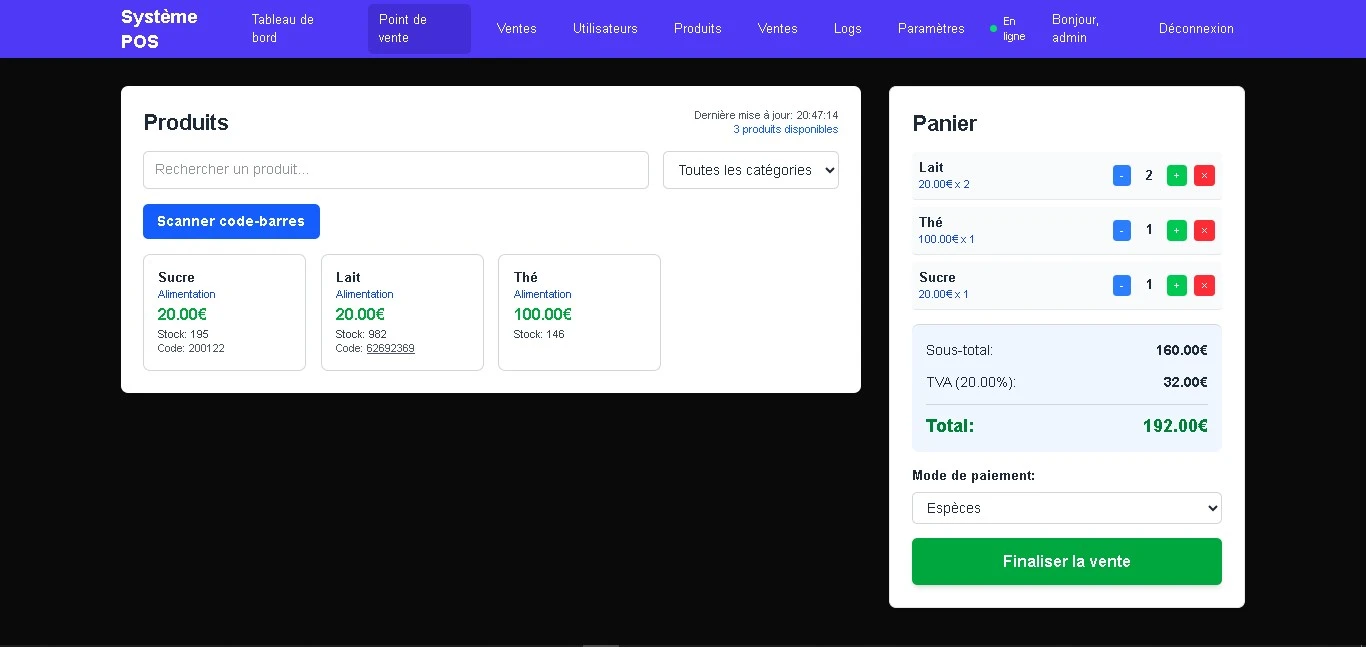 Système
POS
Tableau de
bord
Point de
vente
Ventes
Utilisateurs
Produits
Ventes
Logs
Paramètres
En
ligne
Bonjour,
admin
Déconnexion
Produits
Dernière mise à jour: 20:47:14
3 produits disponibles
Rechercher un produit...
Toutes les catégories
Scanner code-barres
Sucre
Alimentation
20.00€
Stock: 195
Code: 200122
Lait
Alimentation
20.00€
Stock: 982
Code: 62692369
Thé
Alimentation
100.00€
Stock: 146
Panier
Lait
20.00€ x 2
- 2 + ×
Thé
100.00€ x 1
- 1 + ×
Sucre
20.00€ x 1
- 1 + ×
Sous-total: 160.00€
TVA (20.00%): 32.00€
Total: 192.00€
Mode de paiement:
Espèces
Finaliser la vente